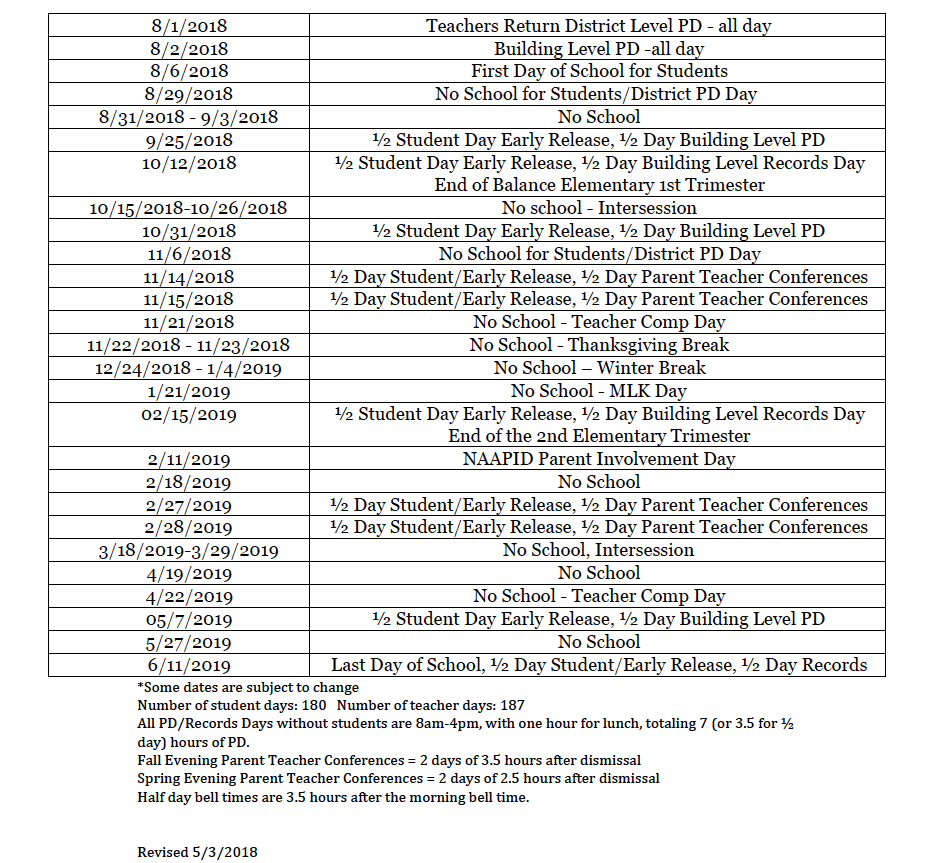 8/1/2018 Teachers Return District Level PD - all day
8/2/2018 Building Level PD -all day
8/6/2018 First Day of School for Students
8/29/2018 No School for Students/District PD Day
8/31/2018 - 9/3/2018 No School
9/25/2018 ½ Student Day Early Release, ½ Day Building Level PD
10/12/2018 ½ Student Day Early Release, ½ Day Building Level Records Day
End of Balance Elementary 1st Trimester
10/15/2018-10/26/2018 No school - Intersession
10/31/2018 ½ Student Day Early Release, ½ Day Building Level PD
11/6/2018 No School for Students/District PD Day
11/14/2018 ½ Day Student/Early Release, ½ Day Parent Teacher Conferences
11/15/2018 ½ Day Student/Early Release, ½ Day Parent Teacher Conferences
11/21/2018 No School - Teacher Comp Day
11/22/2018 - 11/23/2018 No School - Thanksgiving Break
12/24/2018 - 1/4/2019 No School – Winter Break
1/21/2019 No School - MLK Day
02/15/2019 ½ Student Day Early Release, ½ Day Building Level Records Day
End of the 2nd Elementary Trimester
2/11/2019 NAAPID Parent Involvement Day
2/18/2019 No School
2/27/2019 ½ Day Student/Early Release, ½ Day Parent Teacher Conferences
2/28/2019 ½ Day Student/Early Release, ½ Day Parent Teacher Conferences
3/18/2019-3/29/2019 No School, Intersession
4/19/2019 No School
4/22/2019 No School - Teacher Comp Day
05/7/2019 ½ Student Day Early Release, ½ Day Building Level PD
5/27/2019 No School
6/11/2019 Last Day of School, ½ Day Student/Early Release, ½ Day Records
*Some dates are subject to change
Number of student days: 180 Number of teacher days: 187
All PD/Records Days without students are 8am-4pm, with one hour for lunch, totaling 7 (or 3.5 for ½
day) hours of PD.
Fall Evening Parent Teacher Conferences = 2 days of 3.5 hours after dismissal
Spring Evening Parent Teacher Conferences = 2 days of 2.5 hours after dismissal
Half day bell times are 3.5 hours after the morning bell time.
Revised 5/3/2018